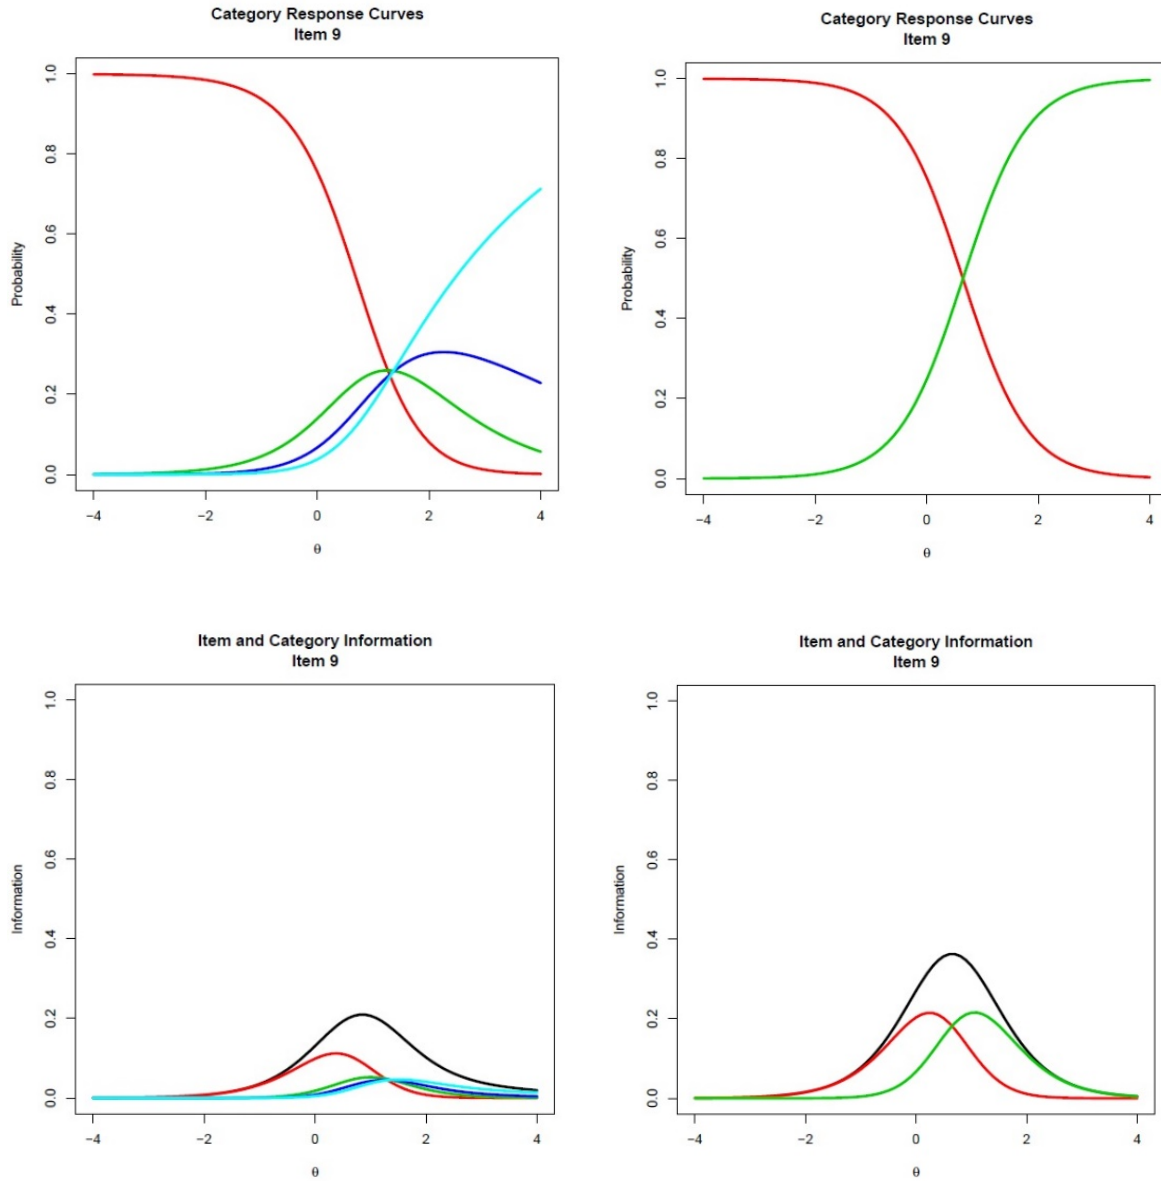 Category Response Curves
Item 9
Probability
1.0
0.8
0.6
0.4
0.2
0.0
−4 −2 0 2 4
θ
Category Response Curves
Item 9
Probability
1.0
0.8
0.6
0.4
0.2
0.0
−4 −2 0 2 4
θ
Item and Category Information
Item 9
Information
1.0
0.8
0.6
0.4
0.2
0.0
−4 −2 0 2 4
θ
Item and Category Information
Item 9
Information
1.0
0.8
0.6
0.4
0.2
0.0
−4 −2 0 2 4
θ